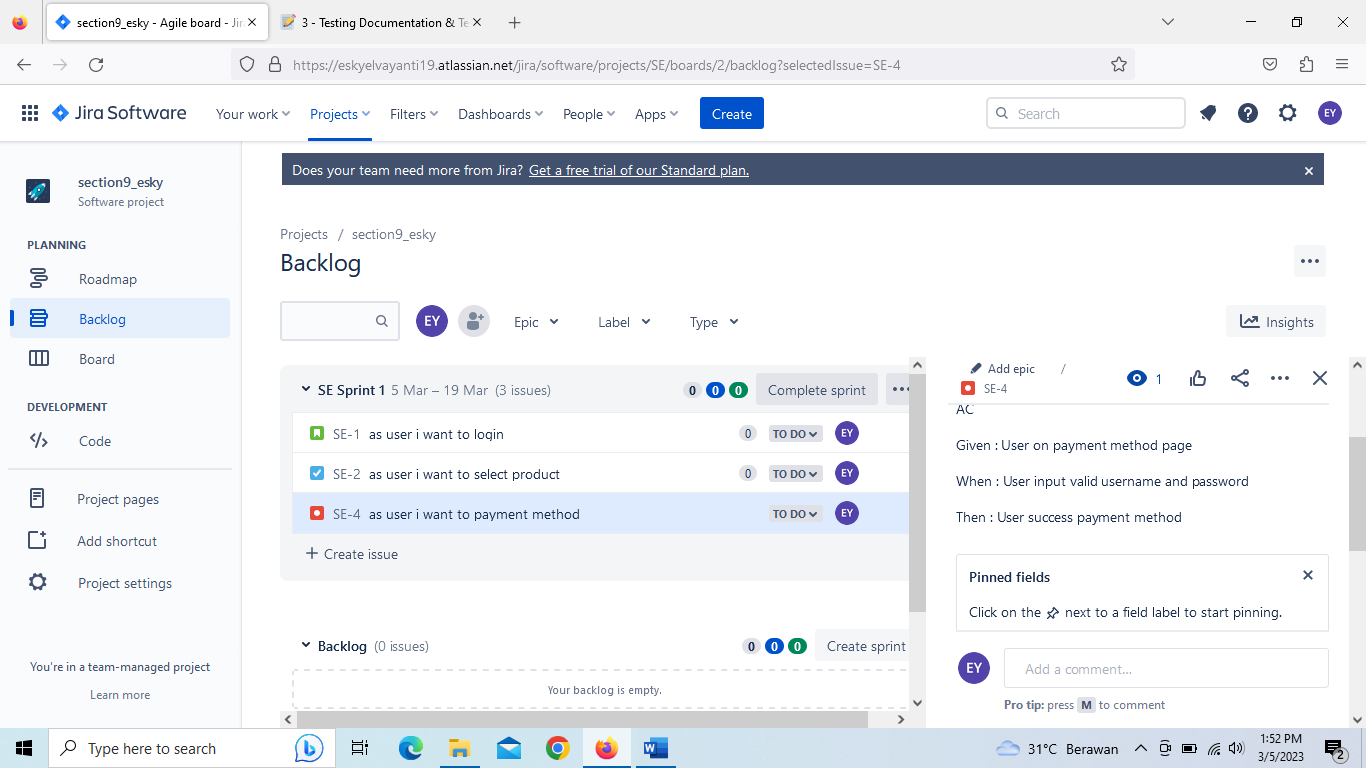 section9_esky - Agile board - Jir
3 - Testing Documentation & Te
https://eskyelvayanti19.atlassian.net/jira/software/projects/SE/boards/2/backlog?selectedIssue=SE-4
Jira Software
Your work
Projects
Filters
Dashboards
People
Apps
Create
Search
EY
section9_esky
Software project
PLANNING
Roadmap
Backlog
Board
DEVELOPMENT
Code
Project pages
Add shortcut
Project settings
You're in a team-managed project
Learn more
Does your team need more from Jira? Get a free trial of our Standard plan.
Projects / section9_esky
Backlog
EY
Epic
Label
Type
Insights
SE Sprint 1 5 Mar – 19 Mar (3 issues)
0 0 0
Complete sprint
SE-1 as user i want to login 0 TO DO EY
SE-2 as user i want to select product 0 TO DO EY
SE-4 as user i want to payment method TO DO EY
+ Create issue
Backlog (0 issues)
0 0 0
Create sprint
Your backlog is empty.
Add epic /
SE-4
1
AC
Given : User on payment method page
When : User input valid username and password
Then : User success payment method
Pinned fields
Click on the next to a field label to start pinning.
EY
Add a comment...
Pro tip: press M to comment
Type here to search
31°C Berawan
1:52 PM
3/5/2023
2